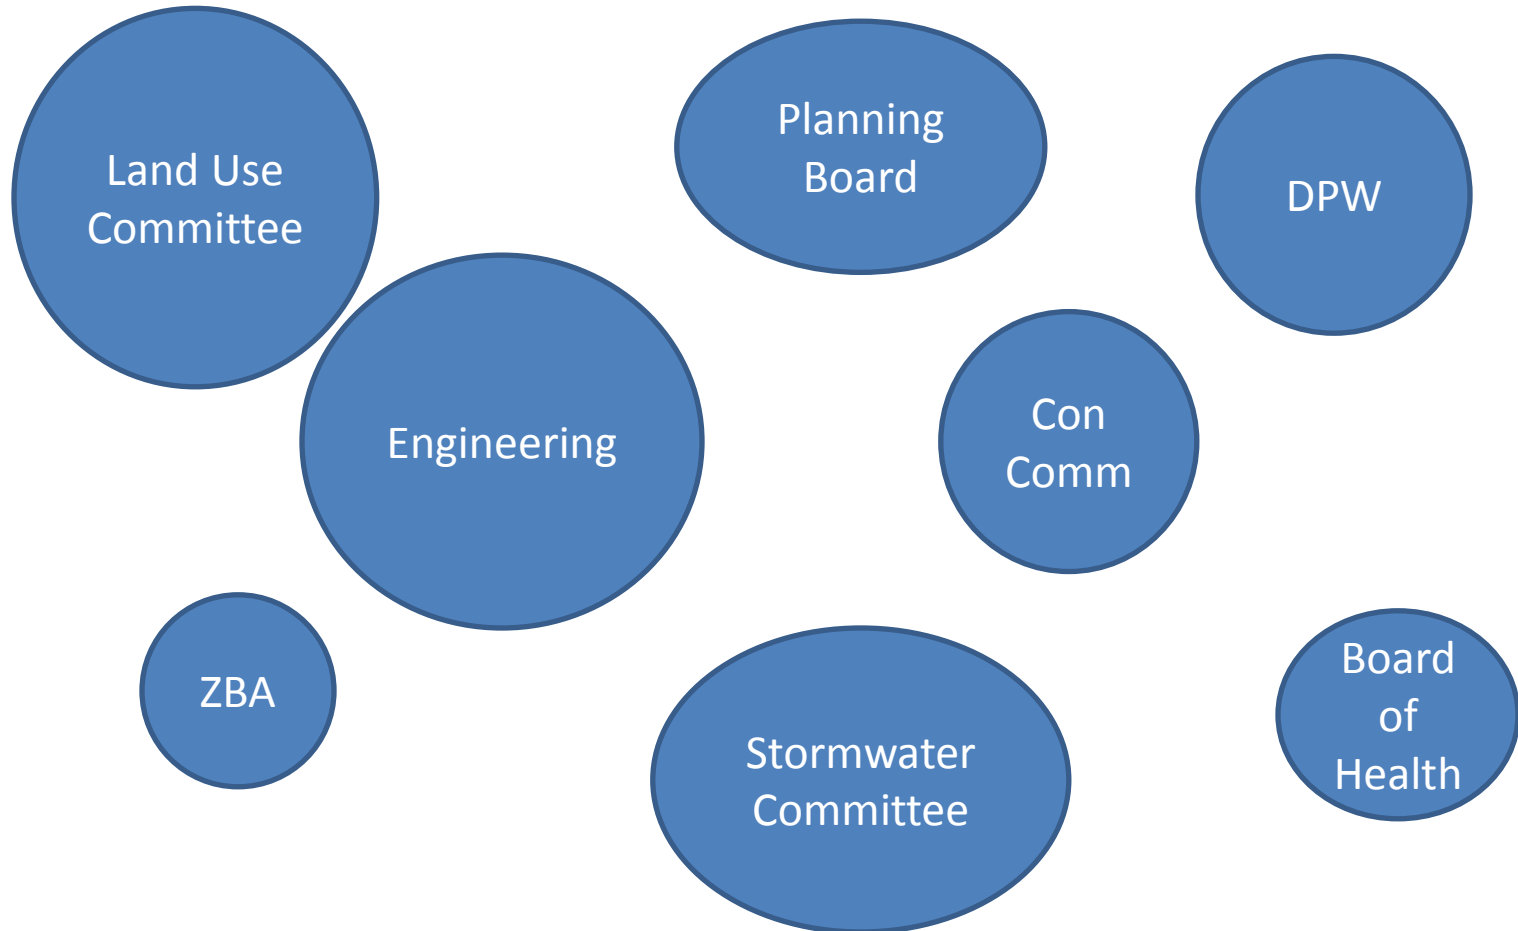 Land Use
Committee
Planning
Board
DPW
Engineering
Con
Comm
ZBA
Stormwater
Committee
Board
of
Health